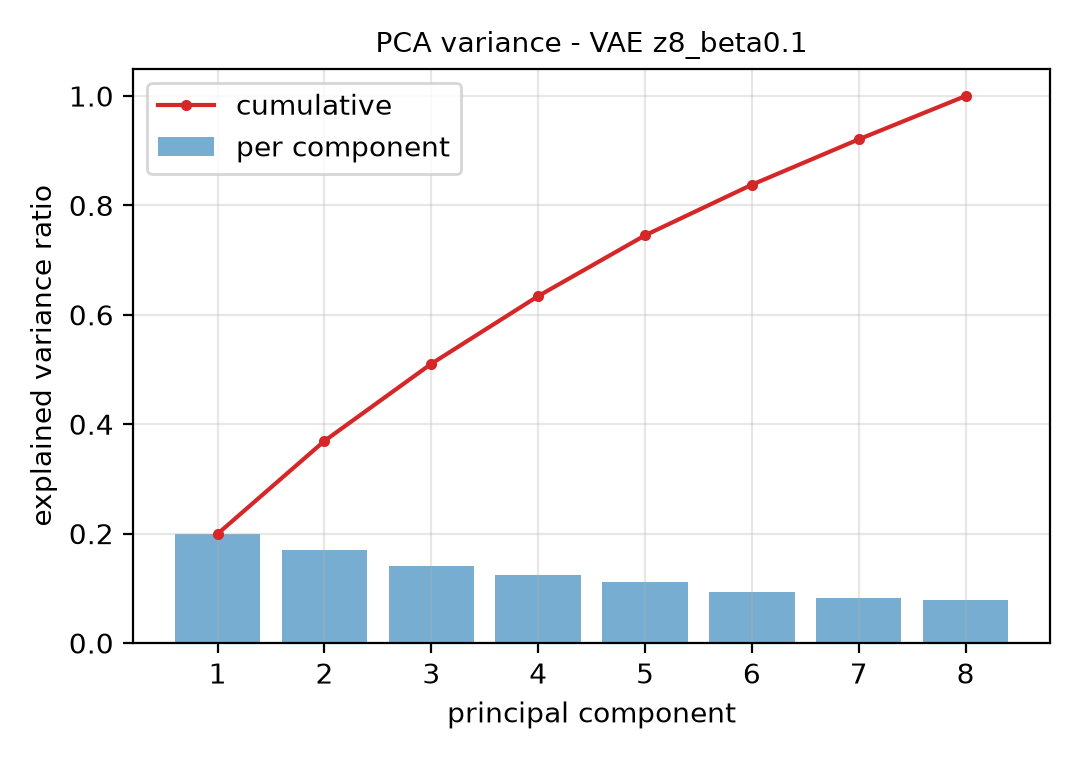 PCA variance - VAE z8_beta0.1
cumulative
per component
explained variance ratio
1.0
0.8
0.6
0.4
0.2
0.0
1 2 3 4 5 6 7 8
principal component